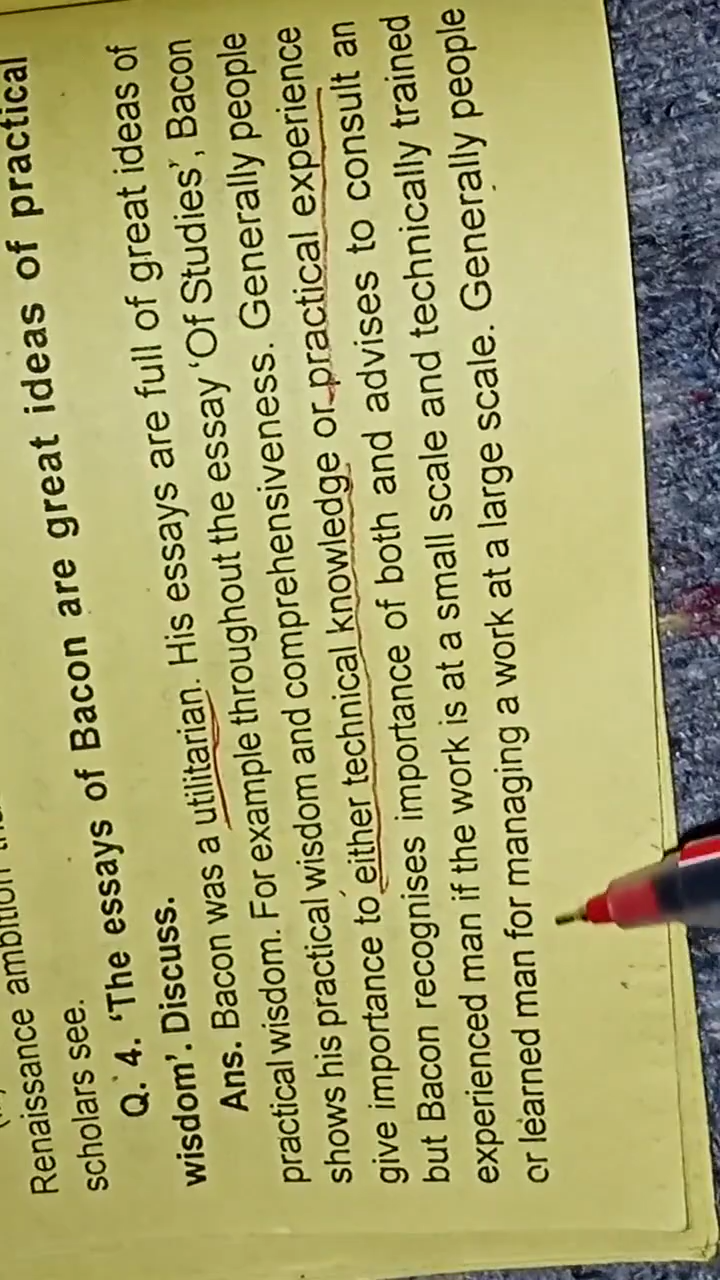 Renaissance ambition
scholars see.
Q. 4. ‘The essays of Bacon are great ideas of practical
wisdom’. Discuss.
Ans. Bacon was a utilitarian. His essays are full of great ideas of
practical wisdom. For example throughout the essay ‘Of Studies’, Bacon
shows his practical wisdom and comprehensiveness. Generally people
give importance to either technical knowledge or practical experience
but Bacon recognises importance of both and advises to consult an
experienced man if the work is at a small scale and technically trained
or learned man for managing a work at a large scale. Generally people